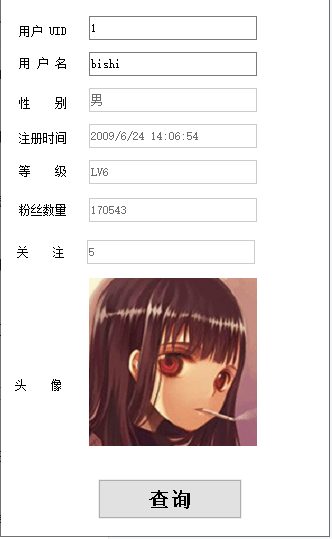 用户 UID 1
用 户 名 bishi
性 别 男
注册时间 2009/6/24 14:06:54
等 级 LV6
粉丝数量 170543
关 注 5
头 像
查询